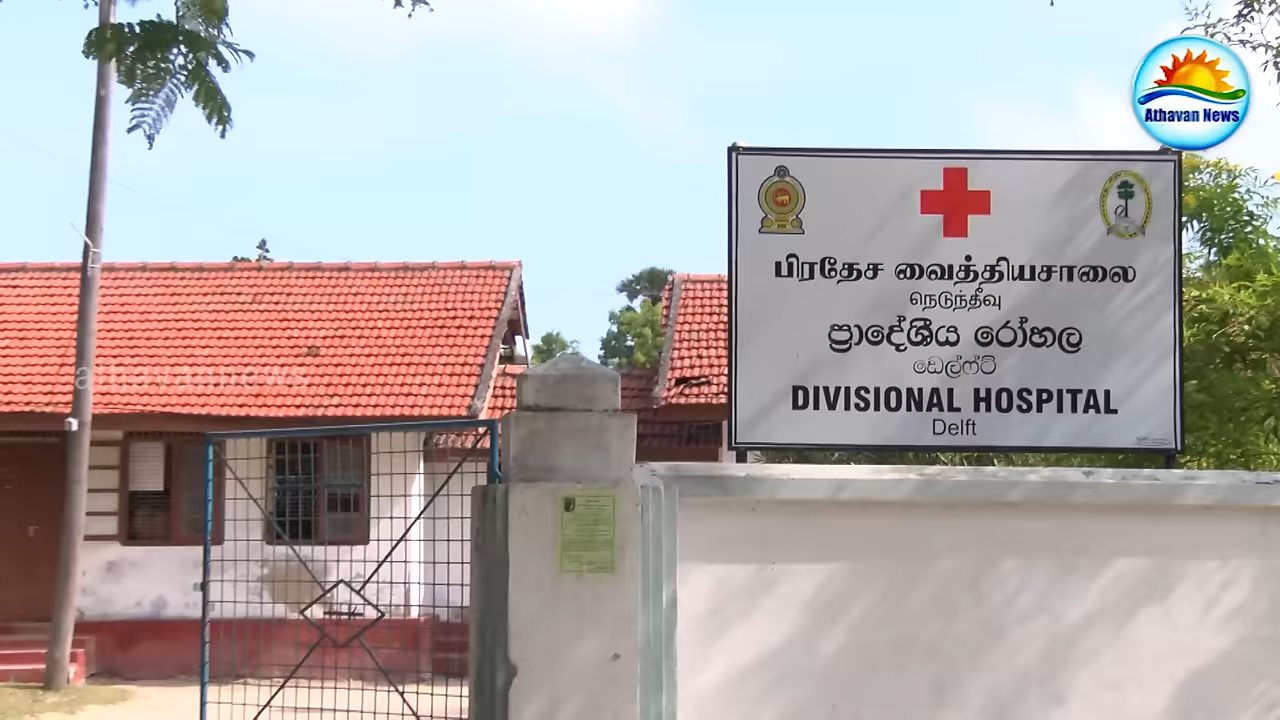 Athavan News
பிரதேச வைத்தியசாலை
நெடுந்தீவு
ප්‍රාදේශීය රෝහල
ඩෙල්ෆ්ට්
DIVISIONAL HOSPITAL
Delft